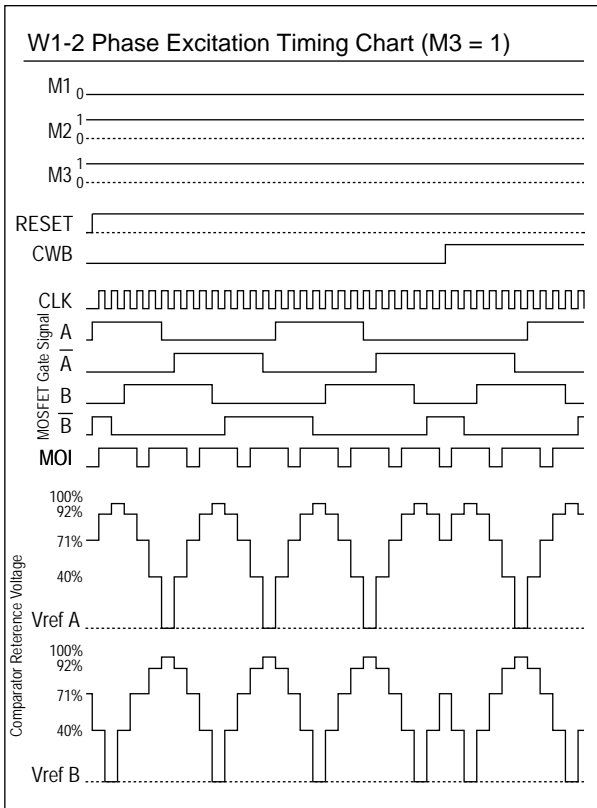 W1-2 Phase Excitation Timing Chart (M3 = 1)
M1 0
M2 1 0
M3 1 0
RESET
CWB
CLK
MOSFET Gate Signal
A
A̅
B
B̅
MOI
Comparator Reterence Voltage
100%
92%
71%
40%
Vref A
100%
92%
71%
40%
Vref B